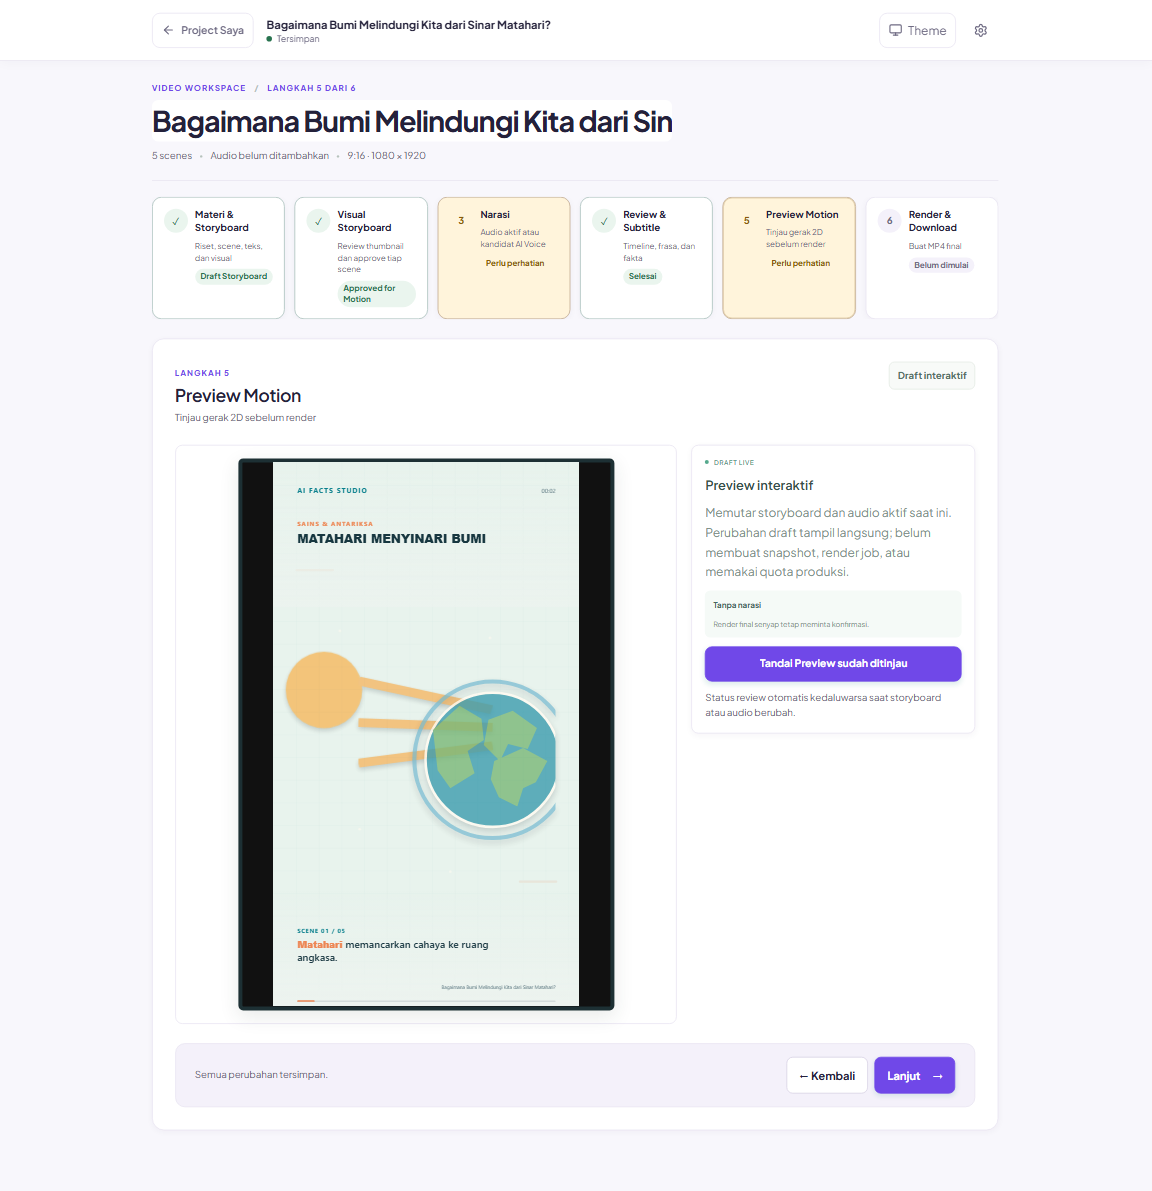 Project Saya
Bagaimana Bumi Melindungi Kita dari Sinar Matahari?
Tersimpan
Theme
VIDEO WORKSPACE / LANGKAH 5 DARI 6
Bagaimana Bumi Melindungi Kita dari Sin
5 scenes • Audio belum ditambahkan • 9:16 · 1080 × 1920
✓
Materi &
Storyboard
Riset, scene, teks,
dan visual
Draft Storyboard
✓
Visual
Storyboard
Review thumbnail
dan approve tiap
scene
Approved for
Motion
3
Narasi
Audio aktif atau
kandidat AI Voice
Perlu perhatian
✓
Review &
Subtitle
Timeline, frasa, dan
fakta
Selesai
5
Preview Motion
Tinjau gerak 2D
sebelum render
Perlu perhatian
6
Render &
Download
Buat MP4 final
Belum dimulai
LANGKAH 5
Preview Motion
Tinjau gerak 2D sebelum render
Draft interaktif
AI FACTS STUDIO
00:02
SAINS & ANTARIKSA
MATAHARI MENYINARI BUMI
SCENE 01 / 05
Matahari memancarkan cahaya ke ruang
angkasa.
Bagaimana Bumi Melindungi Kita dari Sinar Matahari?
DRAFT LIVE
Preview interaktif
Memutar storyboard dan audio aktif saat ini.
Perubahan draft tampil langsung; belum
membuat snapshot, render job, atau
memakai quota produksi.
Tanpa narasi
Render final senyap tetap meminta konfirmasi.
Tandai Preview sudah ditinjau
Status review otomatis kedaluwarsa saat storyboard
atau audio berubah.
Semua perubahan tersimpan.
← Kembali
Lanjut →